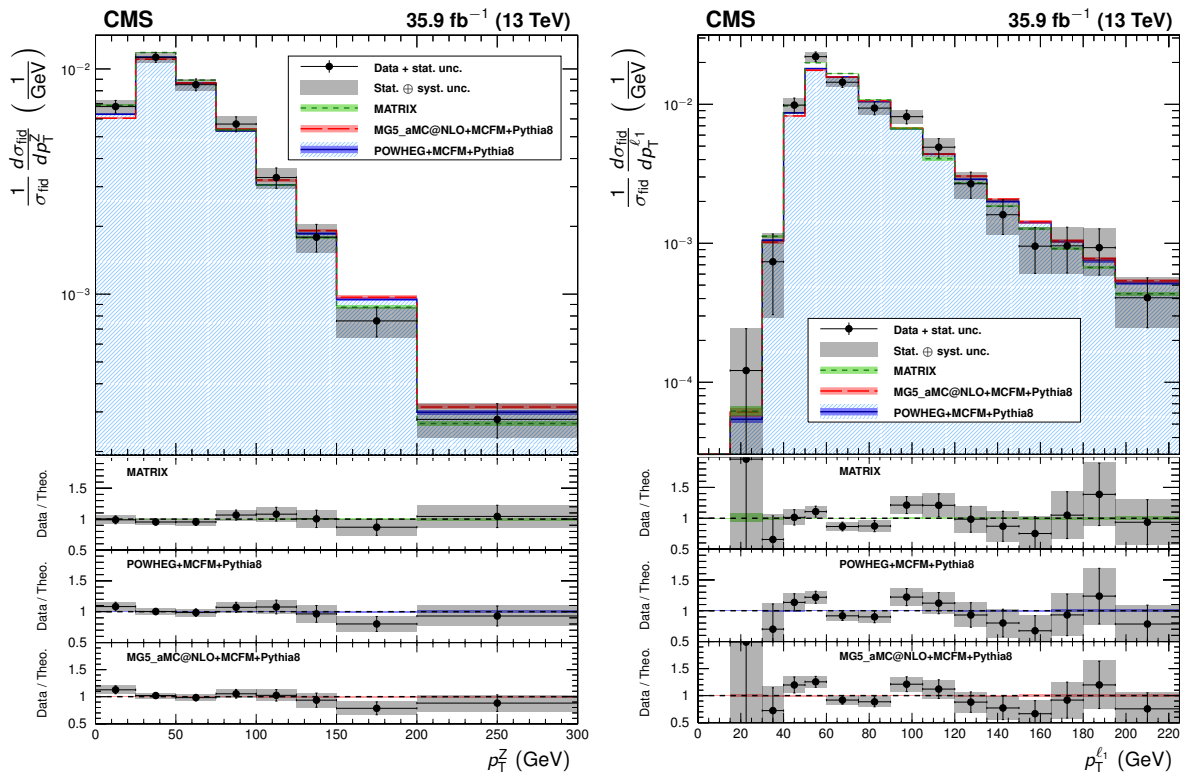 CMS 35.9 fb⁻¹ (13 TeV)
1/σ_fid dσ_fid/dp_T^Z (1/GeV)
10⁻²
10⁻³
Data + stat. unc.
Stat. ⊕ syst. unc.
MATRIX
MG5_aMC@NLO+MCFM+Pythia8
POWHEG+MCFM+Pythia8
MATRIX
Data / Theo.
1.5
1
0.5
POWHEG+MCFM+Pythia8
Data / Theo.
1.5
1
0.5
MG5_aMC@NLO+MCFM+Pythia8
Data / Theo.
1.5
1
0.5
0 50 100 150 200 250 300
p_T^Z (GeV)
CMS 35.9 fb⁻¹ (13 TeV)
1/σ_fid dσ_fid/dp_T^ℓ₁ (1/GeV)
10⁻²
10⁻³
10⁻⁴
Data + stat. unc.
Stat. ⊕ syst. unc.
MATRIX
MG5_aMC@NLO+MCFM+Pythia8
POWHEG+MCFM+Pythia8
MATRIX
Data / Theo.
1.5
1
0.5
POWHEG+MCFM+Pythia8
Data / Theo.
1.5
1
0.5
MG5_aMC@NLO+MCFM+Pythia8
Data / Theo.
1.5
1
0.5
0 20 40 60 80 100 120 140 160 180 200 220
p_T^ℓ₁ (GeV)